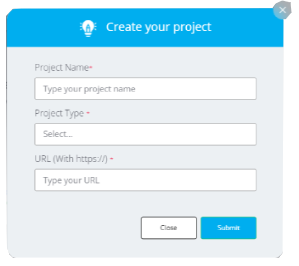 Create your project
Project Name*
Type your project name
Project Type *
Select...
URL (With https://) *
Type your URL
Close
Submit